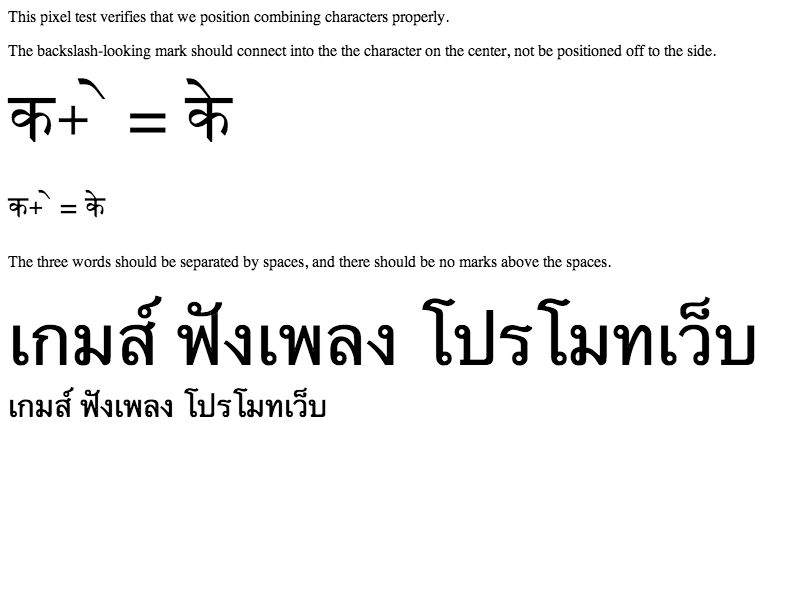 This pixel test verifies that we position combining characters properly.
The backslash-looking mark should connect into the the character on the center, not be positioned off to the side.
क+ े = के
क+ े = के
The three words should be separated by spaces, and there should be no marks above the spaces.
เกมส์ ฟังเพลง โปรโมทเว็บ
เกมส์ ฟังเพลง โปรโมทเว็บ